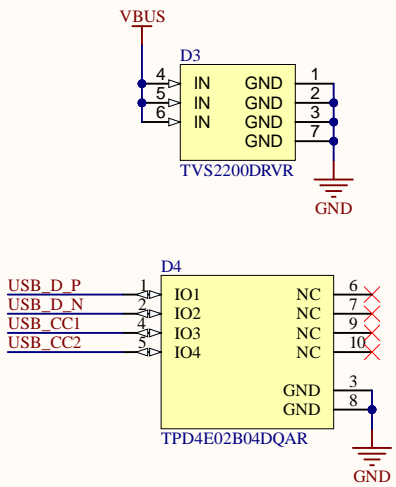 VBUS
D3
4 IN GND 1
5 IN GND 2
6 IN GND 3
GND 7
TVS2200DRVR
GND
D4
USB_D_P 1 IO1 NC 6
USB_D_N 2 IO2 NC 7
USB_CC1 4 IO3 NC 9
USB_CC2 5 IO4 NC 10
GND 3
GND 8
TPD4E02B04DQAR
GND